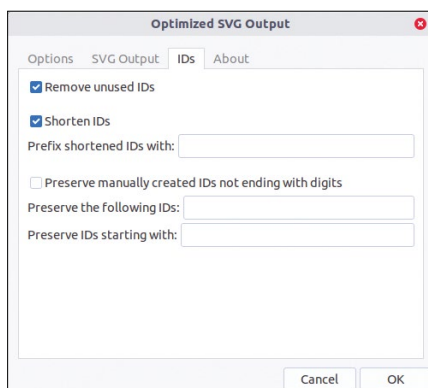 Optimized SVG Output
Options SVG Output IDs About
Remove unused IDs
Shorten IDs
Prefix shortened IDs with:
Preserve manually created IDs not ending with digits
Preserve the following IDs:
Preserve IDs starting with:
Cancel OK